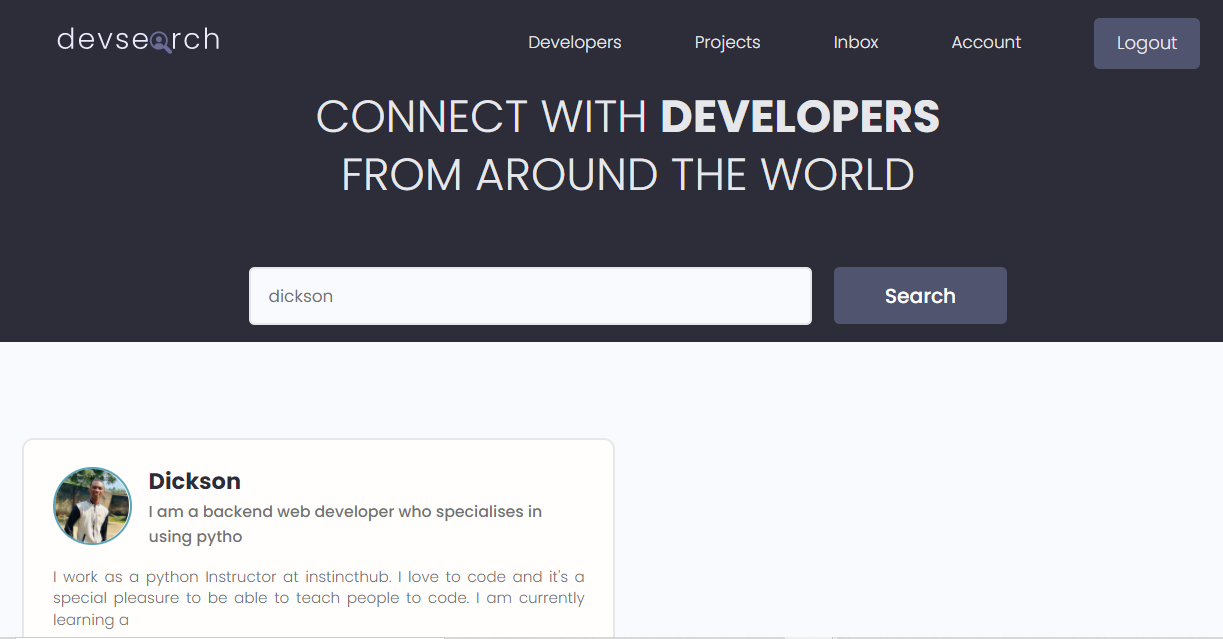 devsearch
Developers
Projects
Inbox
Account
Logout
CONNECT WITH DEVELOPERS
FROM AROUND THE WORLD
dickson
Search
Dickson
I am a backend web developer who specialises in
using pytho
I work as a python Instructor at instincthub. I love to code and it's a
special pleasure to be able to teach people to code. I am currently
learning a